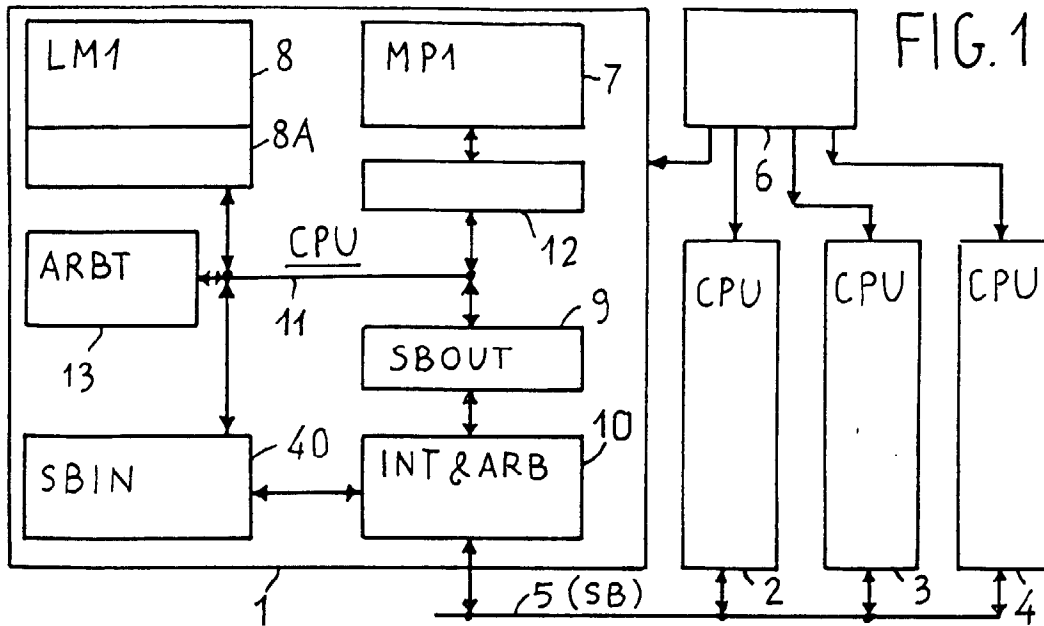 FIG. 1
LM1
8
8A
MP1
7
6
12
ARBT
13
CPU
11
9
SBOUT
CPU
CPU
CPU
SBIN
40
INT & ARB
10
1
5 (SB)
2
3
4